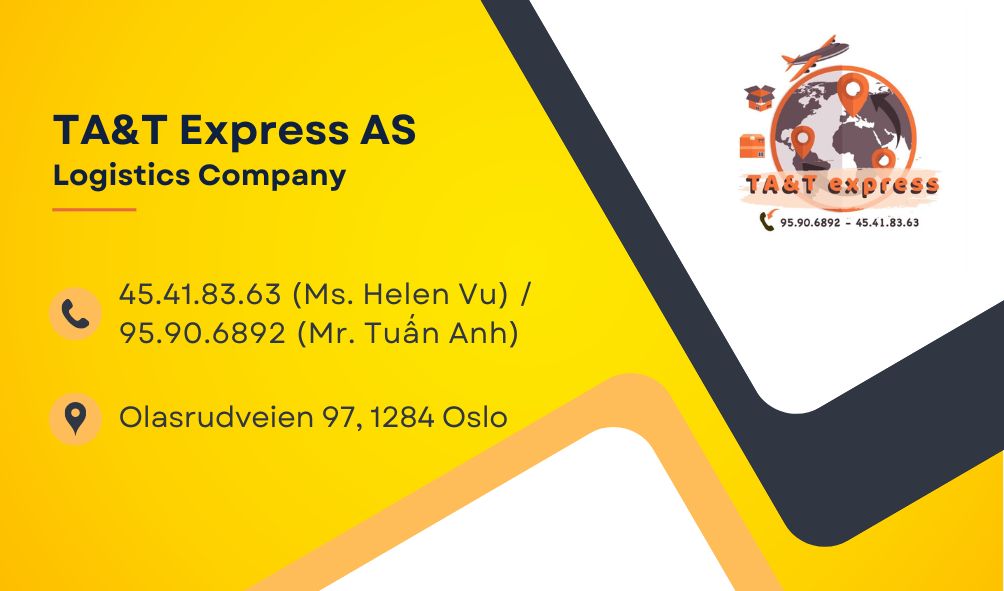 TA&T Express AS
Logistics Company
45.41.83.63 (Ms. Helen Vu) /
95.90.6892 (Mr. Tuấn Anh)
Olasrudveien 97, 1284 Oslo
TA&T express
95.90.6892 - 45.41.83.63